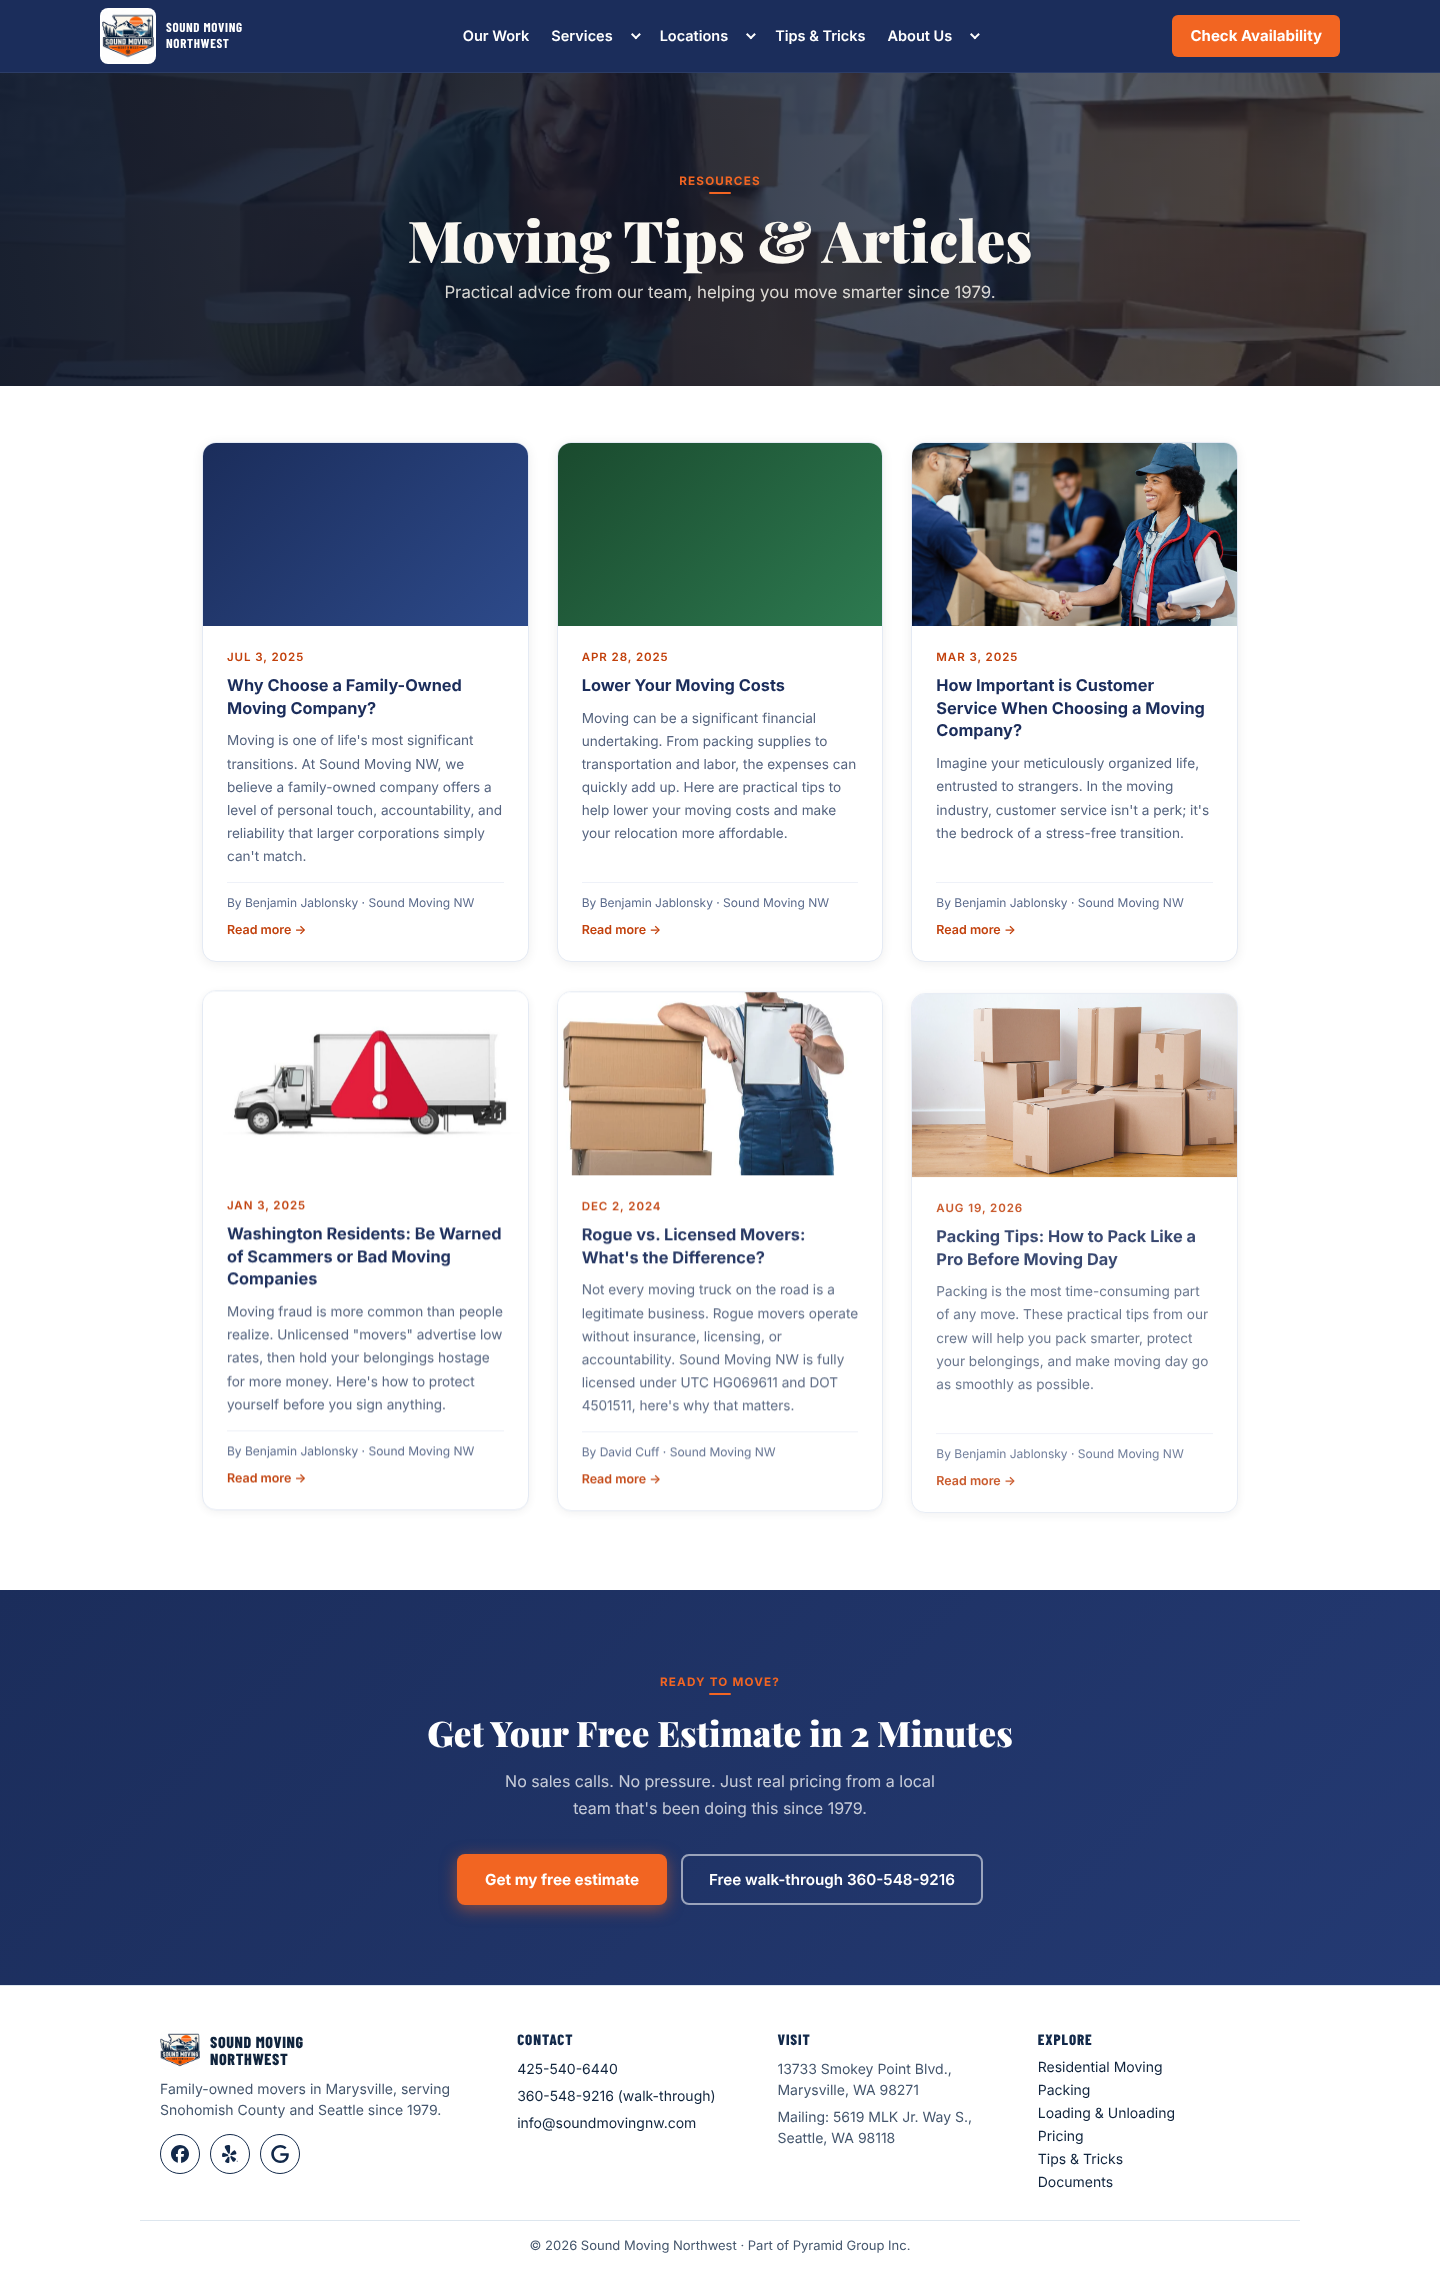 SOUND MOVING
SOUND MOVING
NORTHWEST
Our Work
Services
Locations
Tips & Tricks
About Us
Check Availability
RESOURCES
Moving Tips & Articles
Practical advice from our team, helping you move smarter since 1979.
JUL 3, 2025
Why Choose a Family-Owned
Moving Company?
Moving is one of life's most significant
transitions. At Sound Moving NW, we
believe a family-owned company offers a
level of personal touch, accountability, and
reliability that larger corporations simply
can't match.
By Benjamin Jablonsky · Sound Moving NW
Read more →
APR 28, 2025
Lower Your Moving Costs
Moving can be a significant financial
undertaking. From packing supplies to
transportation and labor, the expenses can
quickly add up. Here are practical tips to
help lower your moving costs and make
your relocation more affordable.
By Benjamin Jablonsky · Sound Moving NW
Read more →
MAR 3, 2025
How Important is Customer
Service When Choosing a Moving
Company?
Imagine your meticulously organized life,
entrusted to strangers. In the moving
industry, customer service isn't a perk; it's
the bedrock of a stress-free transition.
By Benjamin Jablonsky · Sound Moving NW
Read more →
JAN 3, 2025
Washington Residents: Be Warned
of Scammers or Bad Moving
Companies
Moving fraud is more common than people
realize. Unlicensed "movers" advertise low
rates, then hold your belongings hostage
for more money. Here's how to protect
yourself before you sign anything.
By Benjamin Jablonsky · Sound Moving NW
Read more →
DEC 2, 2024
Rogue vs. Licensed Movers:
What's the Difference?
Not every moving truck on the road is a
legitimate business. Rogue movers operate
without insurance, licensing, or
accountability. Sound Moving NW is fully
licensed under UTC HG069611 and DOT
4501511, here's why that matters.
By David Cuff · Sound Moving NW
Read more →
AUG 19, 2026
Packing Tips: How to Pack Like a
Pro Before Moving Day
Packing is the most time-consuming part
of any move. These practical tips from our
crew will help you pack smarter, protect
your belongings, and make moving day go
as smoothly as possible.
By Benjamin Jablonsky · Sound Moving NW
Read more →
READY TO MOVE?
Get Your Free Estimate in 2 Minutes
No sales calls. No pressure. Just real pricing from a local
team that's been doing this since 1979.
Get my free estimate
Free walk-through 360-548-9216
SOUND MOVING
SOUND MOVING
NORTHWEST
Family-owned movers in Marysville, serving
Snohomish County and Seattle since 1979.
CONTACT
425-540-6440
360-548-9216 (walk-through)
info@soundmovingnw.com
VISIT
13733 Smokey Point Blvd.,
Marysville, WA 98271
Mailing: 5619 MLK Jr. Way S.,
Seattle, WA 98118
EXPLORE
Residential Moving
Packing
Loading & Unloading
Pricing
Tips & Tricks
Documents
© 2026 Sound Moving Northwest · Part of Pyramid Group Inc.